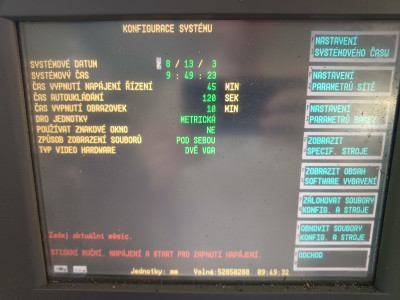 KONFIGURACE SYSTÉMU
SYSTÉMOVÉ DATUM 8 / 13 / 3
SYSTÉMOVÝ ČAS 9 : 49 : 23
ČAS VYPNUTÍ NAPÁJENÍ ŘÍZENÍ 45 MIN
ČAS AUTOUKLÁDÁNÍ 120 SEK
ČAS VYPNUTÍ OBRAZOVEK 10 MIN
DRO JEDNOTKY METRICKÁ
POUŽÍVAT ZNAKOVÉ OKNO NE
ZPŮSOB ZOBRAZENÍ SOUBORŮ POD SEBOU
TYP VIDEO HARDWARE DVĚ VGA
NASTAVENÍ
SYSTÉMOVÉHO ČASU
NASTAVENÍ
PARAMETRŮ SÍTĚ
NASTAVENÍ
PARAMETRŮ
ZOBRAZIT
SPECIF. STROJE
ZOBRAZIT OBSAH
SOFTWARE VYBAVENÍ
ZÁLOHOVAT SOUBORY
KONFIG. A STROJE
OBNOVIT SOUBORY
KONFIG. A STROJE
ODCHOD
Zadej aktuální měsíc.
STISKNI RUČNÍ, NAPÁJENÍ A START PRO ZAPNUTÍ NAPÁJENÍ.
Jednotky: mm Volná:52050208 09:49:32